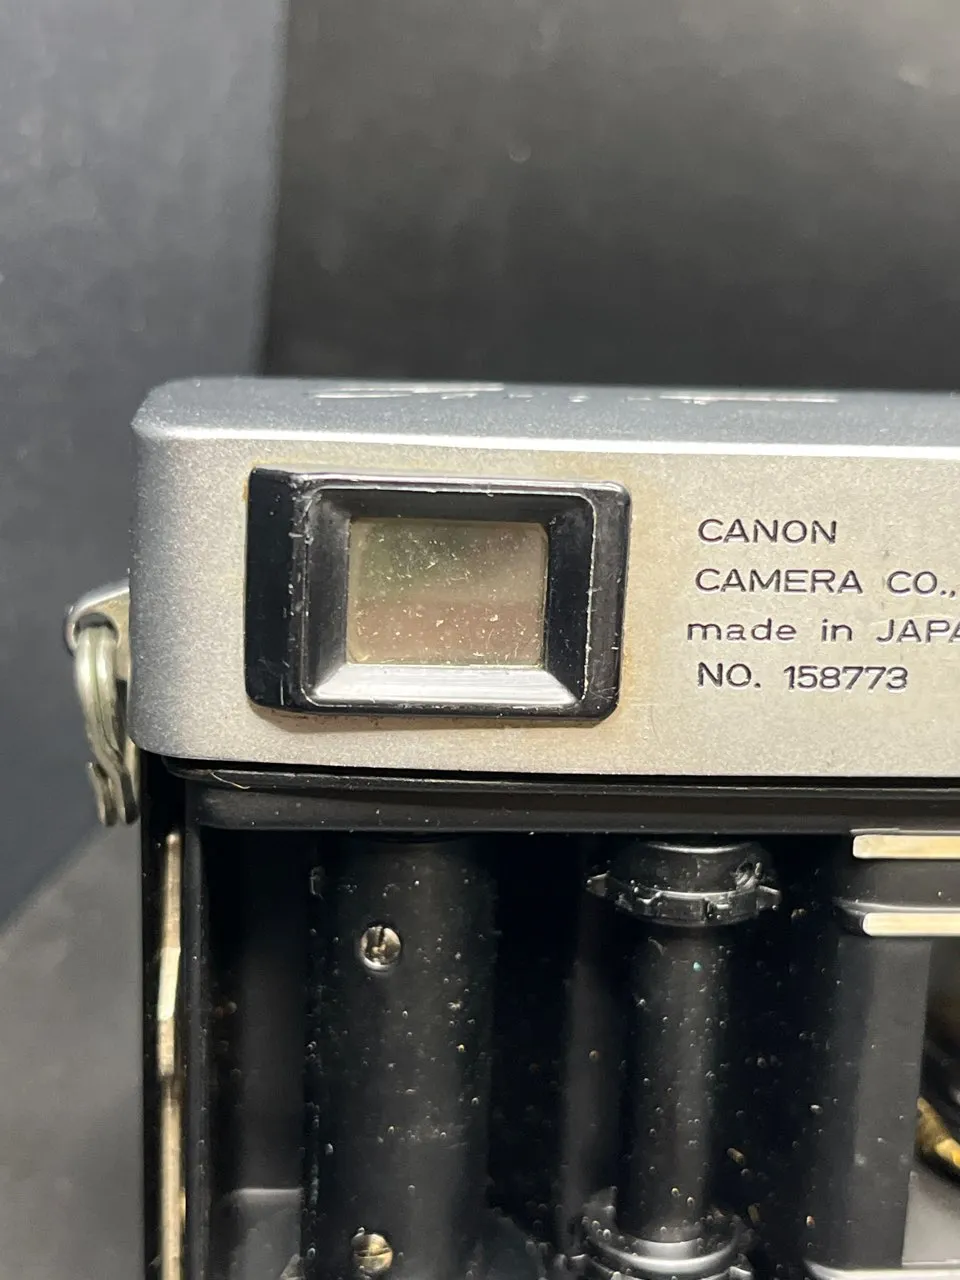 CANON
CAMERA CO.,
made in JAPA
NO. 158773